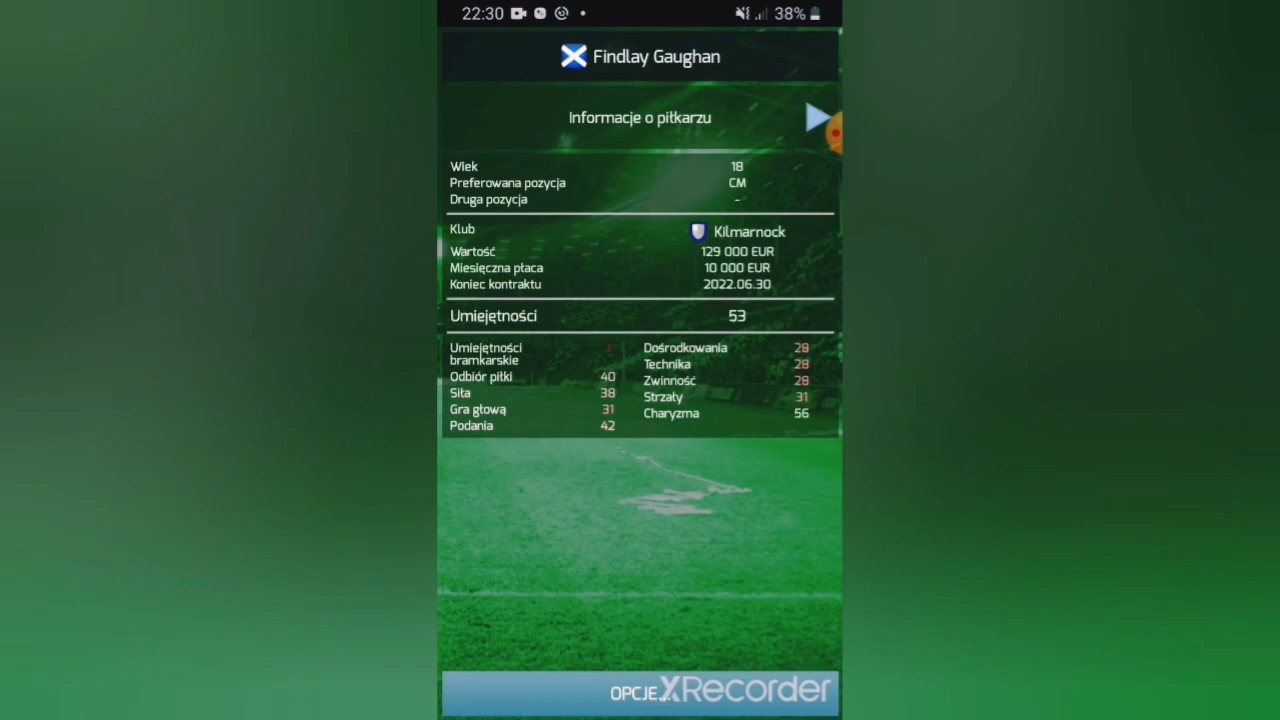 22:30
38%
Findlay Gaughan
Informacje o piłkarzu
Wiek 18
Preferowana pozycja CM
Druga pozycja -
Klub Kilmarnock
Wartość 129 000 EUR
Miesięczna płaca 10 000 EUR
Koniec kontraktu 2022.06.30
Umiejętności 53
Umiejętności
bramkarskie
Odbiór piłki 40
Siła 38
Gra głową 31
Podania 42
Dośrodkowania 28
Technika 28
Zwinność 28
Strzały 31
Charyzma 56
OPCJE...
XRecorder